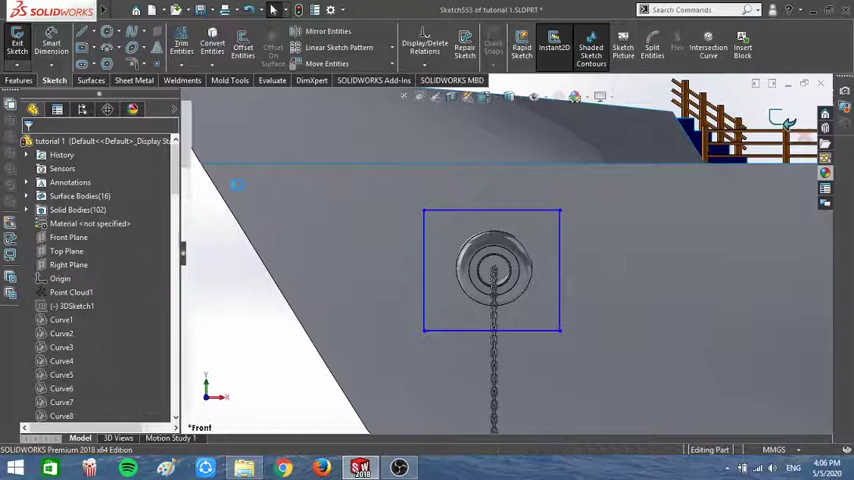 SOLIDWORKS
Sketch553 of tutorial 1.SLDPRT *
Search Commands
Exit Sketch
Smart Dimension
Trim Entities
Convert Entities
Offset Entities
Offset On Surface
Mirror Entities
Linear Sketch Pattern
Move Entities
Display/Delete Relations
Repair Sketch
Quick Snaps
Rapid Sketch
Instant2D
Shaded Sketch Contours
Sketch Picture
Split Entities
Flex
Intersection Curve
Insert Block
Features
Sketch
Surfaces
Sheet Metal
Weldments
Mold Tools
Evaluate
DimXpert
SOLIDWORKS Add-Ins
SOLIDWORKS MBD
tutorial 1 (Default<<Default>_Display Sta
History
Sensors
Annotations
Surface Bodies(16)
Solid Bodies(102)
Material <not specified>
Front Plane
Top Plane
Right Plane
Origin
Point Cloud1
(-) 3DSketch1
Curve1
Curve2
Curve3
Curve4
Curve5
Curve6
Curve7
Curve8
Y
X
*Front
Model
3D Views
Motion Study 1
SOLIDWORKS Premium 2018 x64 Edition
Editing Part
MMGS
SW
2018
ENG
4:06 PM
5/5/2020